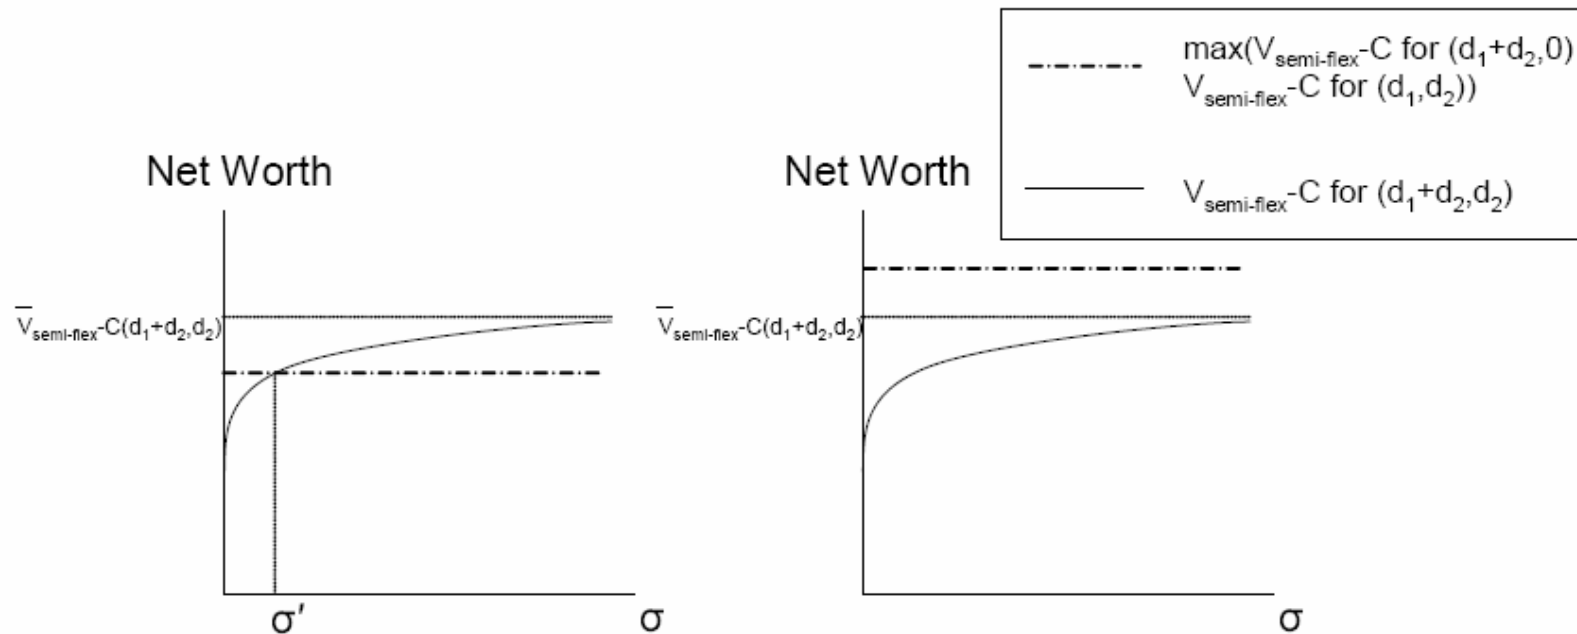 max(V_semi-flex-C for (d₁+d₂,0)
V_semi-flex-C for (d₁,d₂))
V_semi-flex-C for (d₁+d₂,d₂)
Net Worth
V̅_semi-flex-C(d₁+d₂,d₂)
σ'
σ
Net Worth
V̅_semi-flex-C(d₁+d₂,d₂)
σ